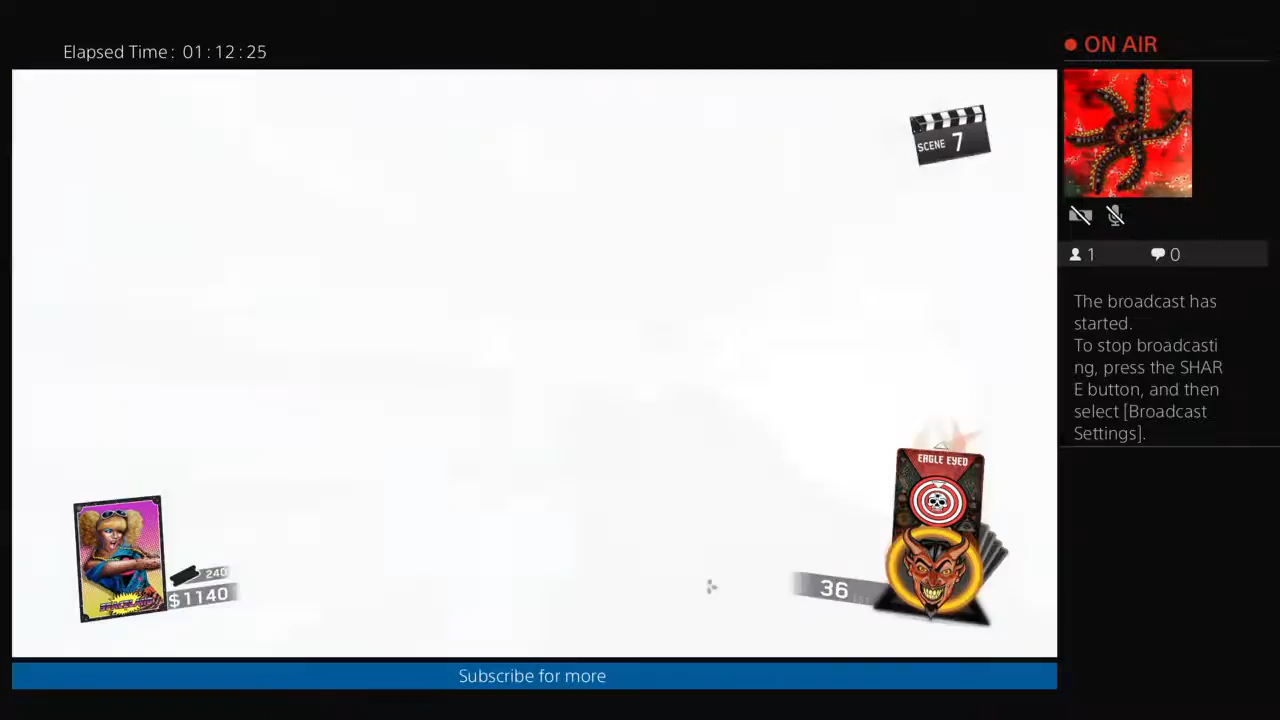 Elapsed Time: 01:12:25
ON AIR
SCENE 7
1 0
The broadcast has
started.
To stop broadcasti
ng, press the SHAR
E button, and then
select [Broadcast
Settings].
EAGLE EYED
240
$1140
36
Subscribe for more